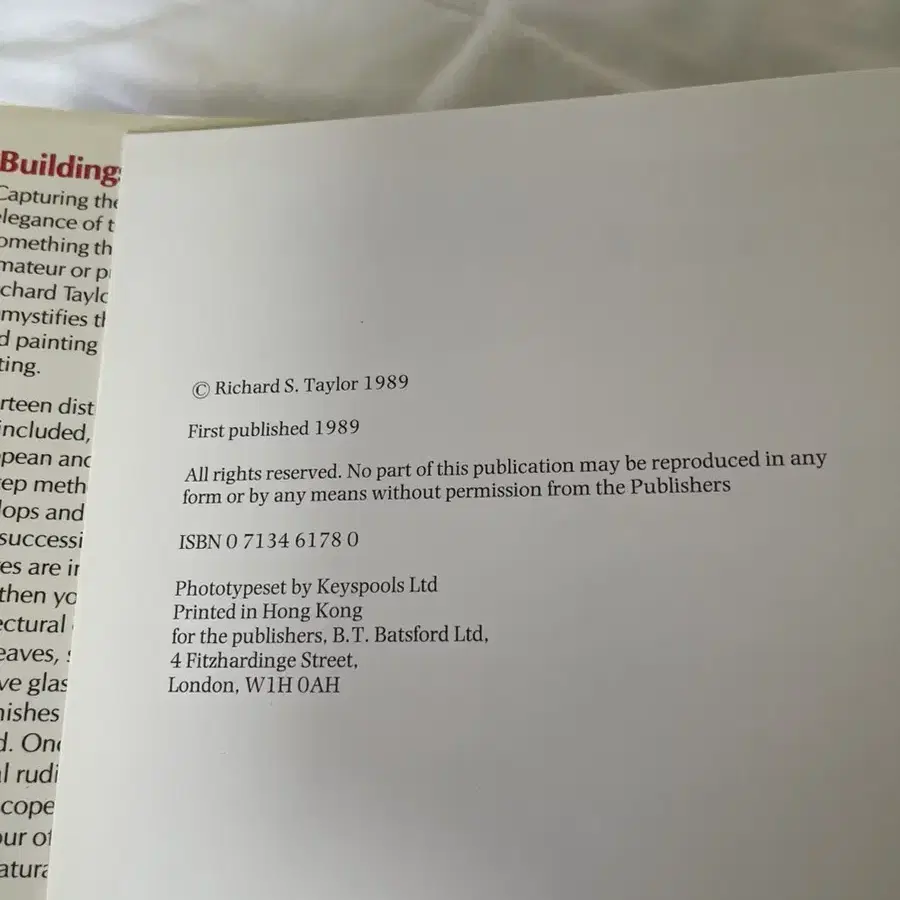 Building
Capturing the
elegance of t
omething th
mateur or p
chard Taylo
mystifies th
d painting
ting.
rteen dist
included,
pean and
ep meth
lops and
successi
es are in
then yo
ectural
eaves,
ve glas
nishes
d. One
l rudi
cope
our of
atura
© Richard S. Taylor 1989
First published 1989
All rights reserved. No part of this publication may be reproduced in any
form or by any means without permission from the Publishers
ISBN 0 7134 6178 0
Phototypeset by Keyspools Ltd
Printed in Hong Kong
for the publishers, B.T. Batsford Ltd,
4 Fitzhardinge Street,
London, W1H 0AH